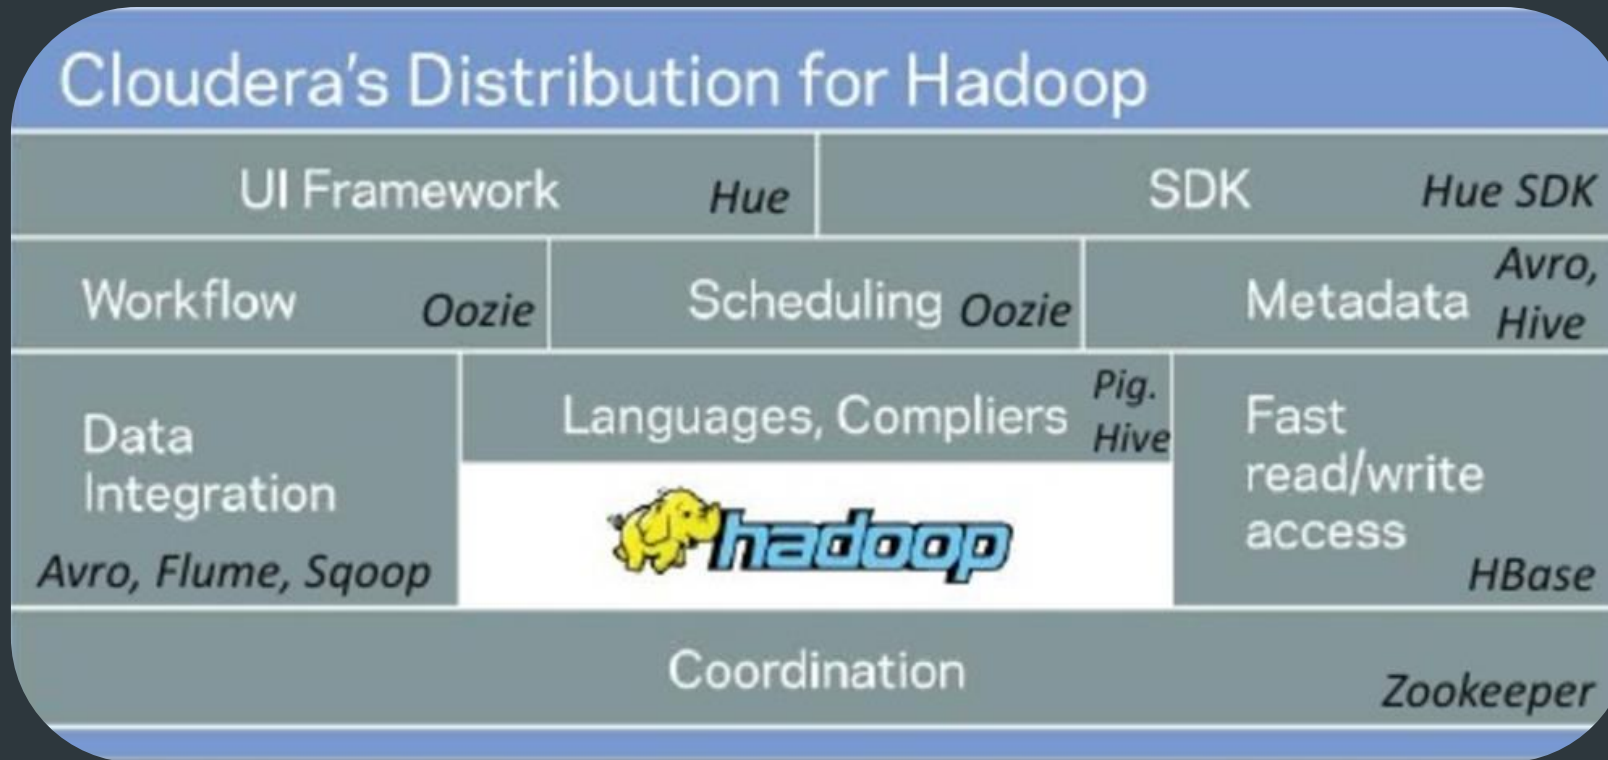 Cloudera's Distribution for Hadoop
UI Framework Hue
SDK Hue SDK
Workflow Oozie
Scheduling Oozie
Metadata Avro,
Hive
Data
Integration
Avro, Flume, Sqoop
Languages, Compliers Pig.
Hive
hadoop
Fast
read/write
access
HBase
Coordination
Zookeeper